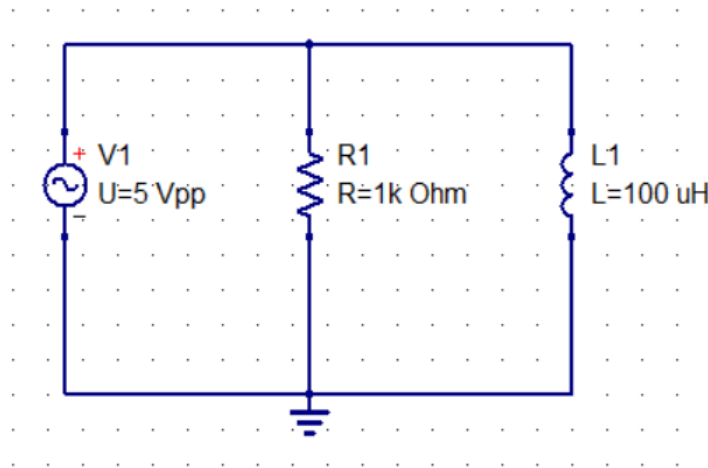 V1
U=5 Vpp
R1
R=1k Ohm
L1
L=100 uH